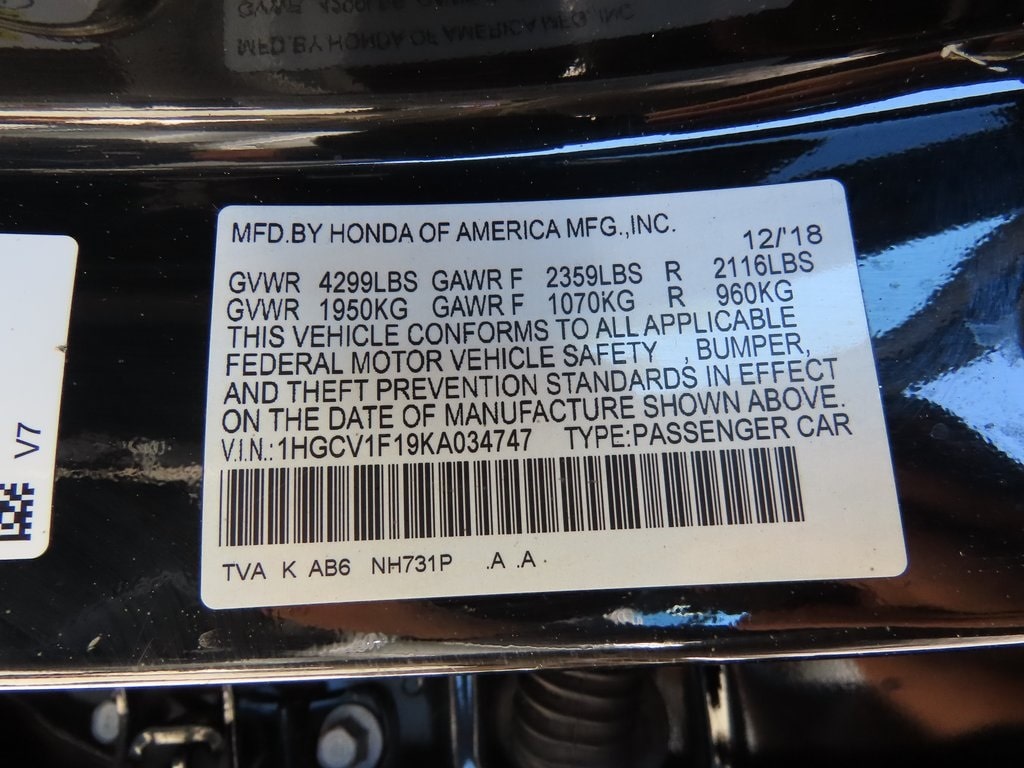 MFD.BY HONDA OF AMERICA MFG.,INC.
12/'18
GVWR 4299LBS GAWR F 2359LBS R 2116LBS
GVWR 1950KG GAWR F 1070KG R 960KG
THIS VEHICLE CONFORMS TO ALL APPLICABLE
FEDERAL MOTOR VEHICLE SAFETY , BUMPER,
AND THEFT PREVENTION STANDARDS IN EFFECT
ON THE DATE OF MANUFACTURE SHOWN ABOVE.
V.I.N.: 1HGCV1F19KA034747 TYPE:PASSENGER CAR
TVA K AB6 NH731P .A .A .
V7